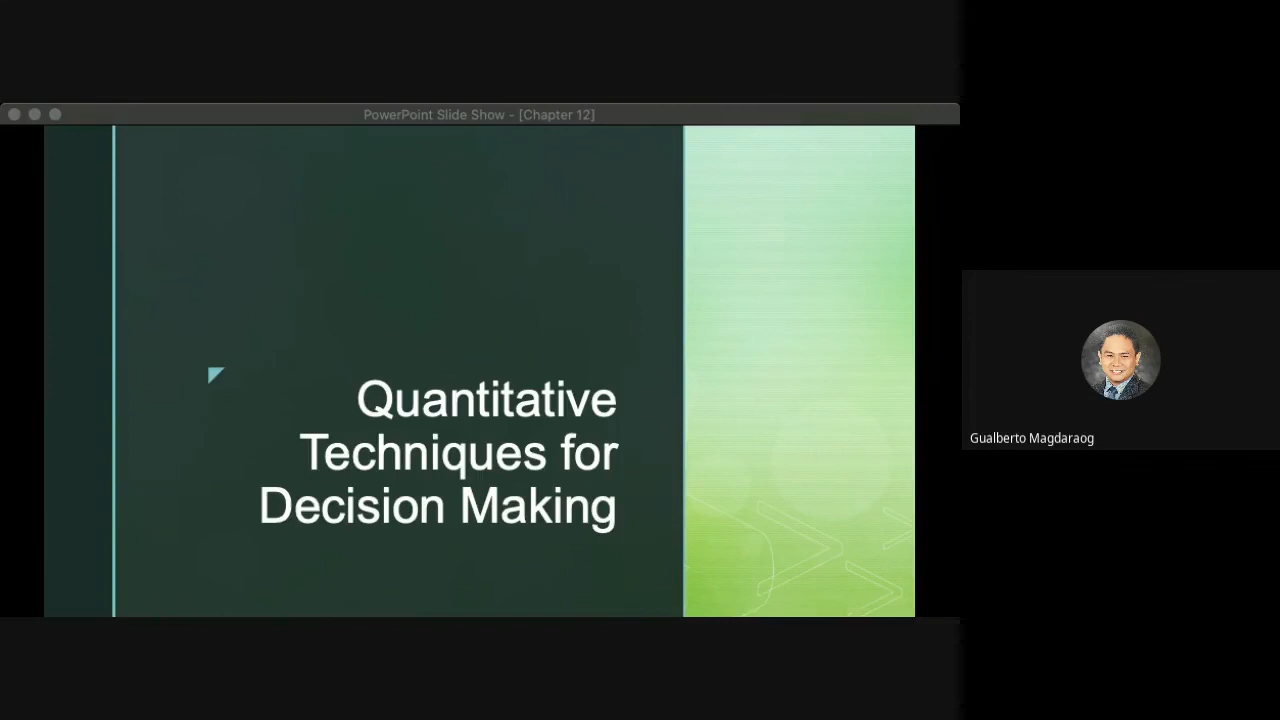 PowerPoint Slide Show - [Chapter 12]
Quantitative
Techniques for
Decision Making
Gualberto Magdaraog